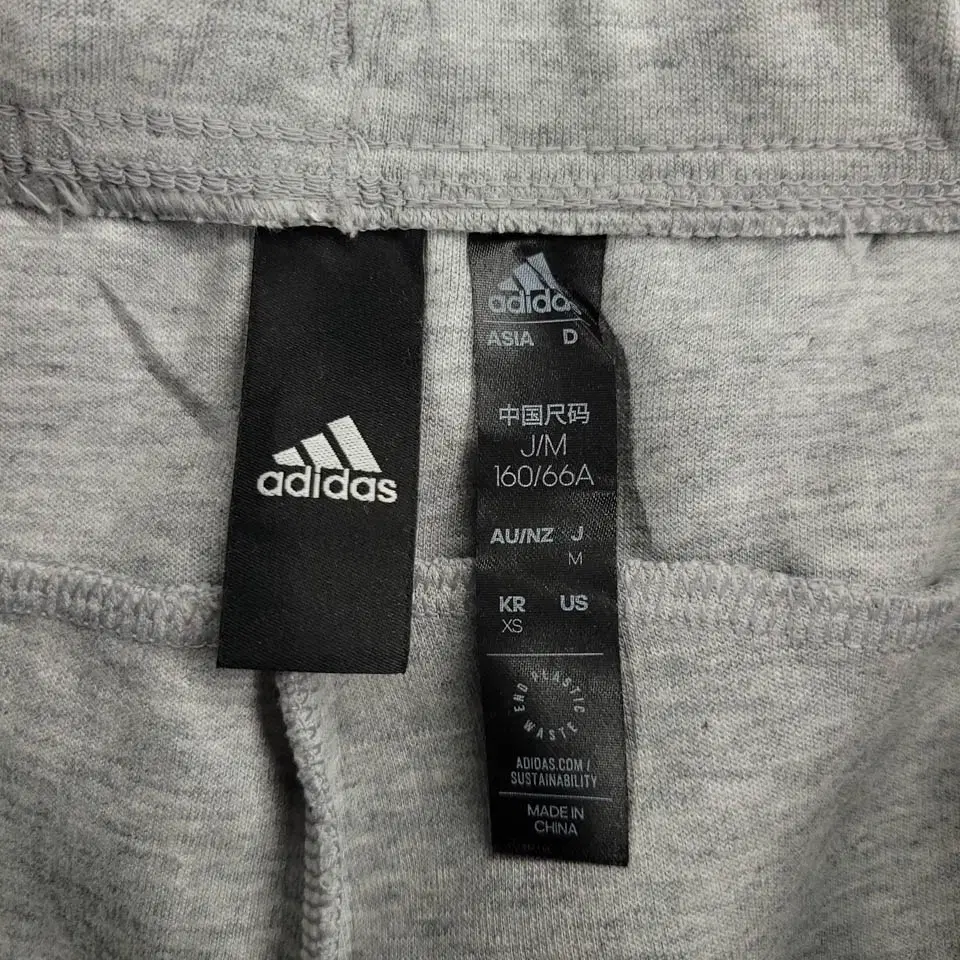 adidas
adidas
ASIA D
中国尺码
J/M
160/66A
AU/NZ J
M
KR US
XS
END PLASTIC WASTE
ADIDAS.COM/
SUSTAINABILITY
MADE IN
CHINA